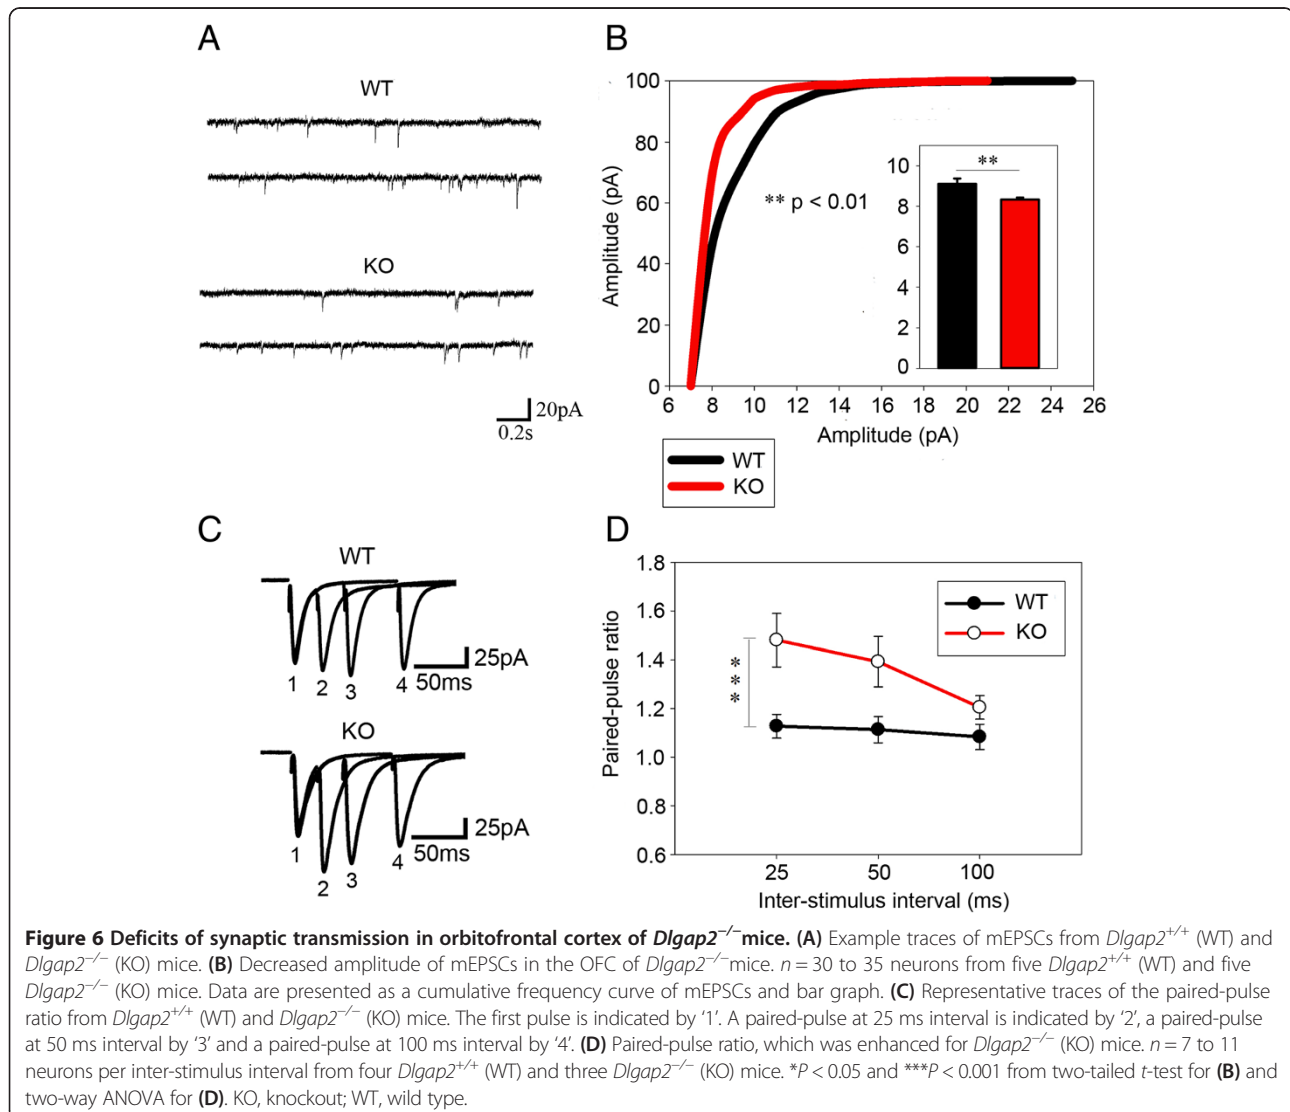 A
WT
KO
20pA
0.2s
B
Amplitude (pA)
100
80
60
40
20
0
6 8 10 12 14 16 18 20 22 24 26
Amplitude (pA)
** p < 0.01
**
10
8
6
4
2
0
WT
KO
C
WT
1 2 3 4
25pA
50ms
KO
1 2 3 4
25pA
50ms
D
Paired-pulse ratio
1.8
1.6
1.4
1.2
1.0
0.8
0.6
***
WT
KO
25 50 100
Inter-stimulus interval (ms)
Figure 6 Deficits of synaptic transmission in orbitofrontal cortex of Dlgap2−/−mice. (A) Example traces of mEPSCs from Dlgap2+/+ (WT) and
Dlgap2−/− (KO) mice. (B) Decreased amplitude of mEPSCs in the OFC of Dlgap2−/−mice. n = 30 to 35 neurons from five Dlgap2+/+ (WT) and five
Dlgap2−/− (KO) mice. Data are presented as a cumulative frequency curve of mEPSCs and bar graph. (C) Representative traces of the paired-pulse
ratio from Dlgap2+/+ (WT) and Dlgap2−/− (KO) mice. The first pulse is indicated by ‘1’. A paired-pulse at 25 ms interval is indicated by ‘2’, a paired-pulse
at 50 ms interval by ‘3’ and a paired-pulse at 100 ms interval by ‘4’. (D) Paired-pulse ratio, which was enhanced for Dlgap2−/− (KO) mice. n = 7 to 11
neurons per inter-stimulus interval from four Dlgap2+/+ (WT) and three Dlgap2−/− (KO) mice. *P < 0.05 and ***P < 0.001 from two-tailed t-test for (B) and
two-way ANOVA for (D). KO, knockout; WT, wild type.